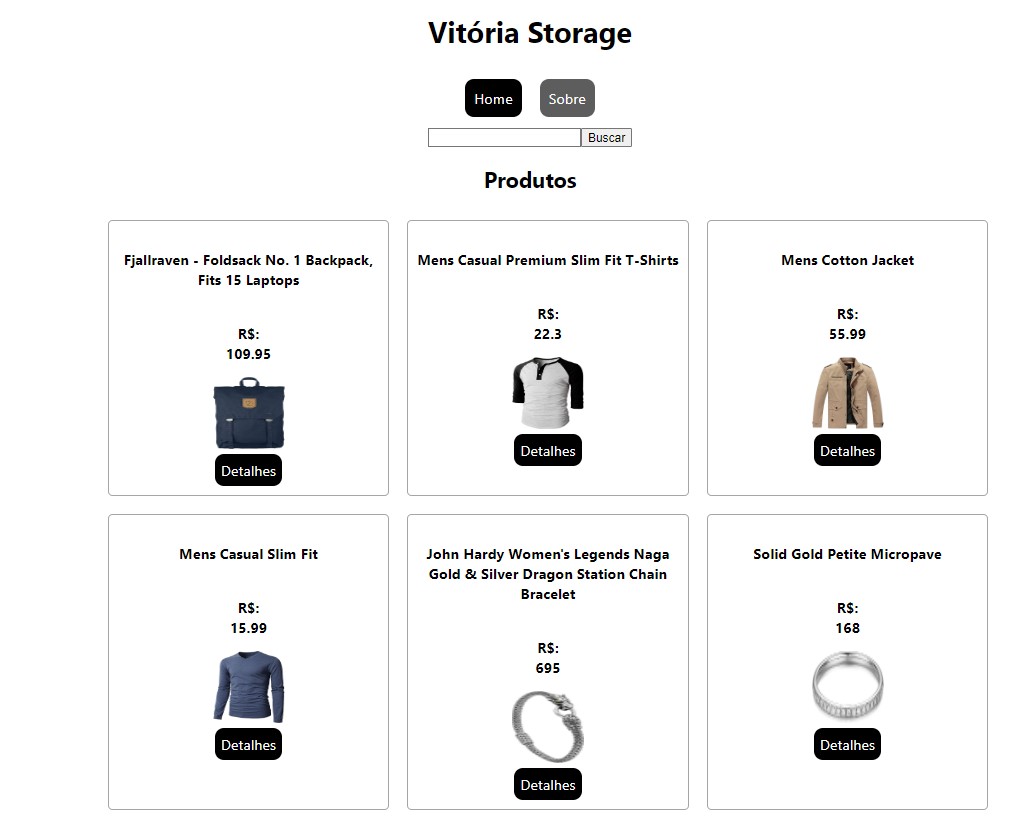 Vitória Storage
Home
Sobre
Buscar
Produtos
Fjallraven - Foldsack No. 1 Backpack,
Fits 15 Laptops
R$:
109.95
Detalhes
Mens Casual Premium Slim Fit T-Shirts
R$:
22.3
Detalhes
Mens Cotton Jacket
R$:
55.99
Detalhes
Mens Casual Slim Fit
R$:
15.99
Detalhes
John Hardy Women's Legends Naga
Gold & Silver Dragon Station Chain
Bracelet
R$:
695
Detalhes
Solid Gold Petite Micropave
R$:
168
Detalhes